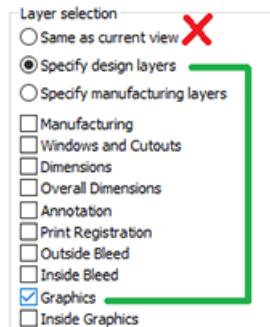 Layer selection
Same as current view
Specify design layers
Specify manufacturing layers
Manufacturing
Windows and Cutouts
Dimensions
Overall Dimensions
Annotation
Print Registration
Outside Bleed
Inside Bleed
Graphics
Inside Graphics